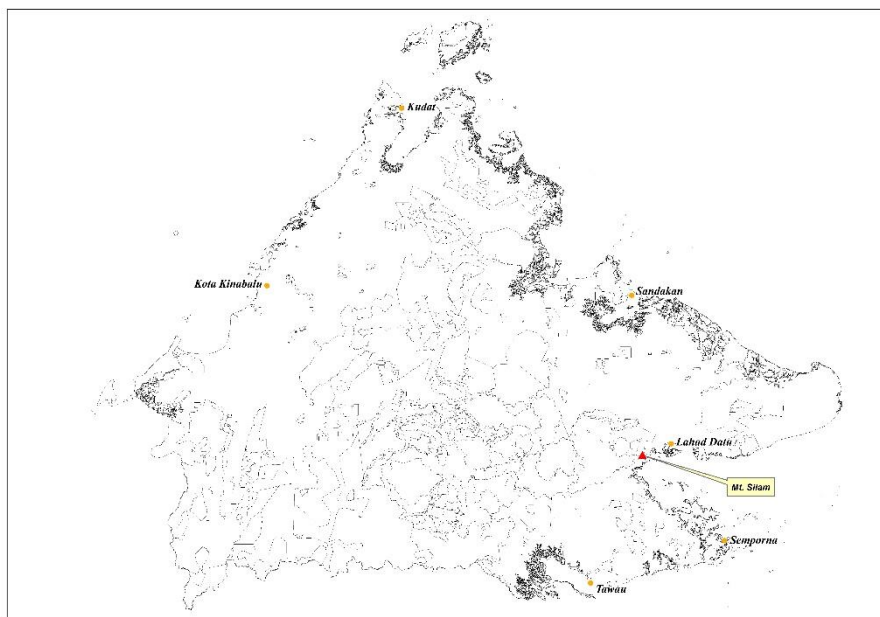 Kudat
Kota Kinabalu
Sandakan
Lahad Datu
Mt. Silam
Semporna
Tawau